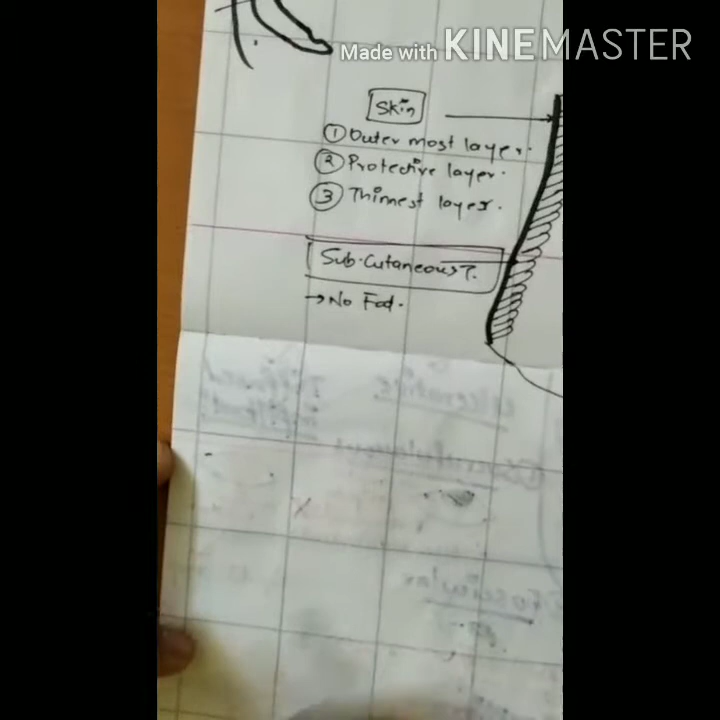 Made with KINEMASTER
Skin
① Outer most layer.
② Protective layer.
③ Thinnest layer.
Sub-Cutaneous T.
→ No Fat.